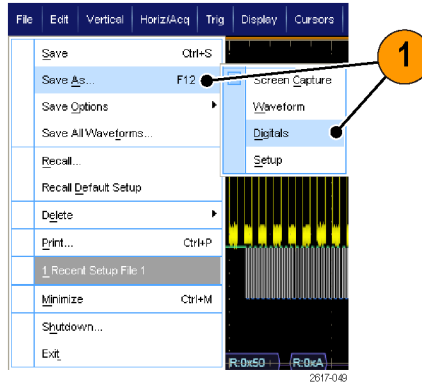 File Edit Vertical Horiz/Acq Trig Display Cursors
Save Ctrl+S
Save As... F12
Save Options
Save All Waveforms...
Recall...
Recall Default Setup
Delete
Print... Ctrl+P
1 Recent Setup File 1
Minimize Ctrl+M
Shutdown...
Exit
Screen Capture
Waveform
Digitals
Setup
1
R:0x50
R:0xA
2617-049